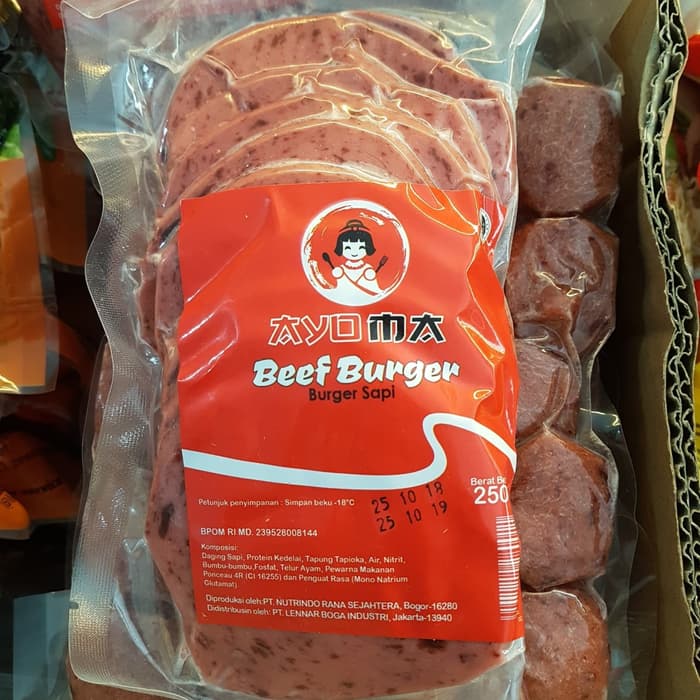 AYOMA
Beef Burger
Burger Sapi
Berat Be
250
Petunjuk penyimpanan : Simpan beku -18°C
25 10 18
25 10 19
BPOM RI MD. 239528008144
Komposisi:
Daging Sapi, Protein Kedelai, Tapung Tapioka, Air, Nitrit,
Bumbu-bumbu,Fosfat, Telur Ayam, Pewarna Makanan
Ponceau 4R (CI 16255) dan Penguat Rasa (Mono Natrium
Glutamat)
Diproduksi oleh:PT. NUTRINDO RANA SEJAHTERA, Bogor-16280
Didistribusin oleh: PT. LENNAR BOGA INDUSTRI, Jakarta-13940